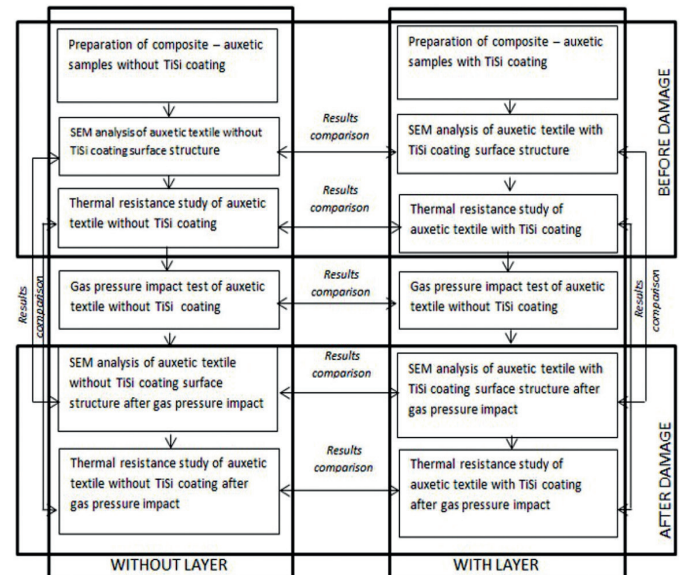 Preparation of composite – auxetic
samples without TiSi coating
Preparation of composite – auxetic
samples with TiSi coating
SEM analysis of auxetic textile without
TiSi coating surface structure
Results
comparison
SEM analysis of auxetic textile with
TiSi coating surface structure
BEFORE DAMAGE
Thermal resistance study of auxetic
textile without TiSi coating
Results
comparison
Thermal resistance study of
auxetic textile with TiSi coating
Results
comparison
Gas pressure impact test of auxetic
textile without TiSi coating
Results
comparison
Gas pressure impact test of auxetic
textile without TiSi coating
Results
comparison
SEM analysis of auxetic textile
without TiSi coating surface
structure after gas pressure impact
Results
comparison
SEM analysis of auxetic textile with
TiSi coating surface structure after
gas pressure impact
Thermal resistance study of auxetic
textile without TiSi coating after
gas pressure impact
Results
comparison
Thermal resistance study of
auxetic textile with TiSi coating
after gas pressure impact
AFTER DAMAGE
WITHOUT LAYER
WITH LAYER